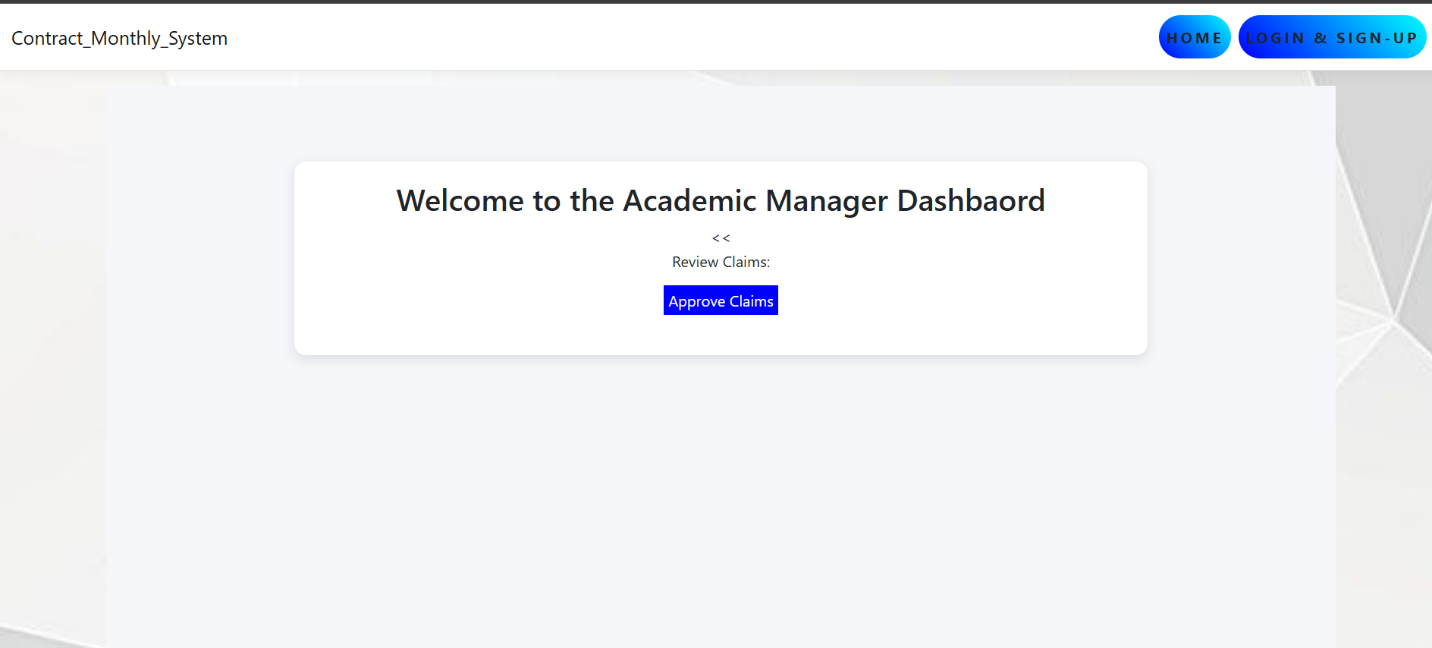 Contract_Monthly_System
HOME
LOGIN & SIGN-UP
Welcome to the Academic Manager Dashbaord
<<
Review Claims:
Approve Claims